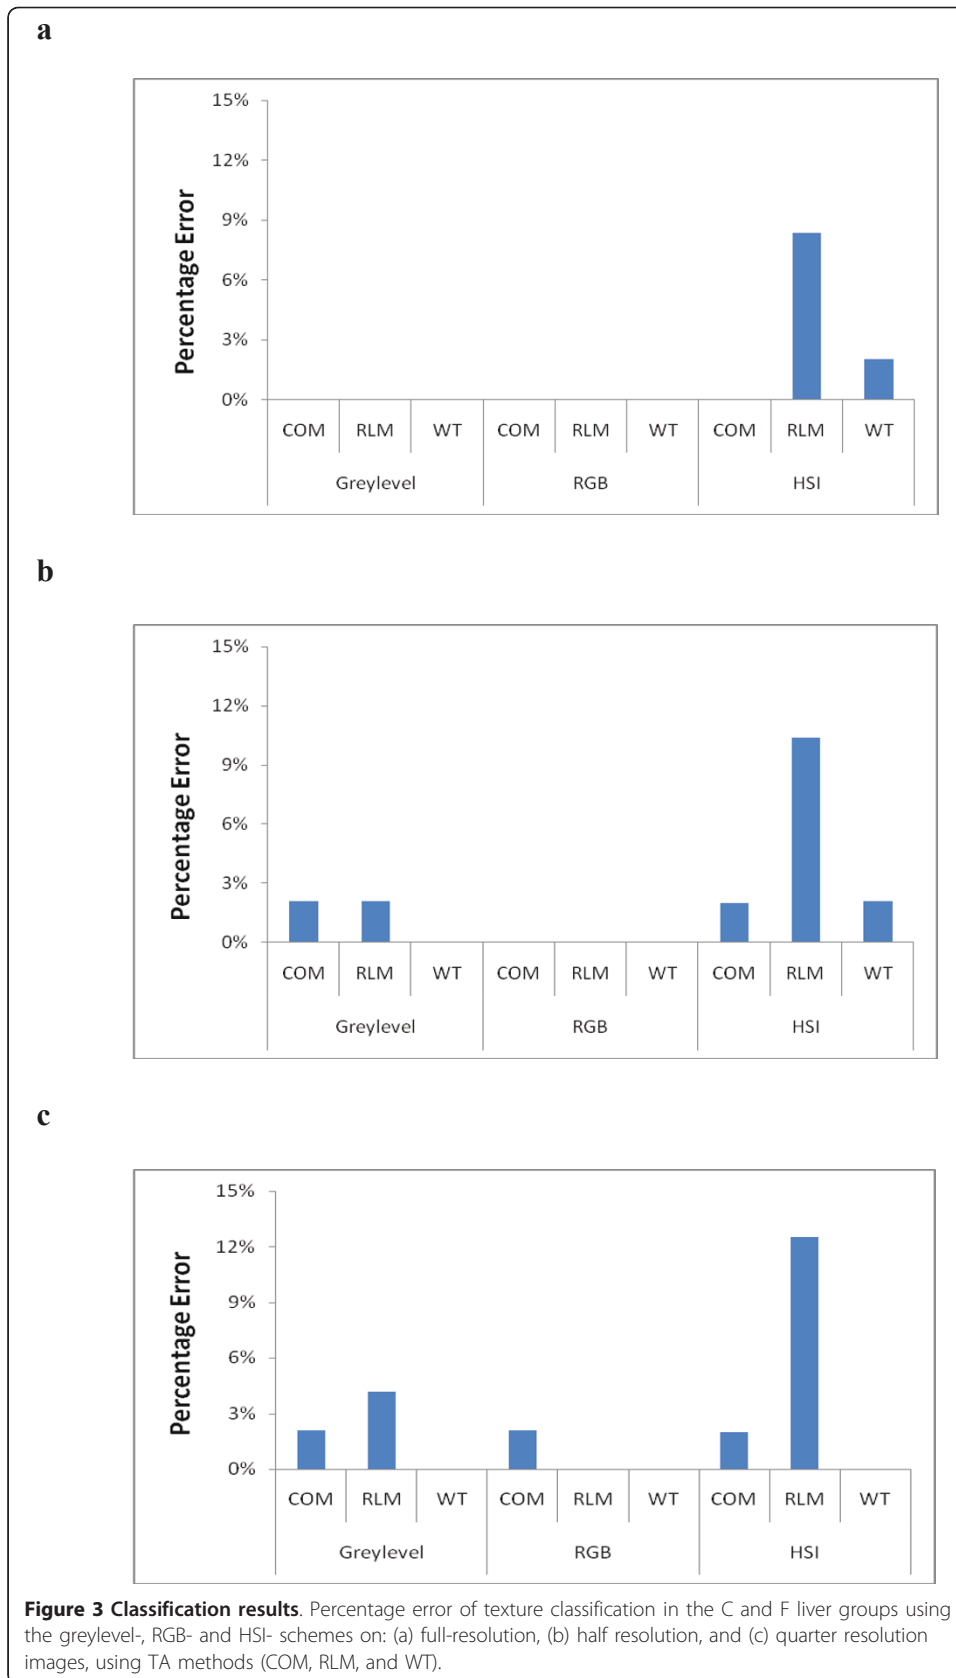 a
15%
12%
9%
6%
3%
0%
Percentage Error
COM RLM WT COM RLM WT COM RLM WT
Greylevel RGB HSI
b
15%
12%
9%
6%
3%
0%
Percentage Error
COM RLM WT COM RLM WT COM RLM WT
Greylevel RGB HSI
c
15%
12%
9%
6%
3%
0%
Percentage Error
COM RLM WT COM RLM WT COM RLM WT
Greylevel RGB HSI
Figure 3 Classification results. Percentage error of texture classification in the C and F liver groups using
the greylevel-, RGB- and HSI- schemes on: (a) full-resolution, (b) half resolution, and (c) quarter resolution
images, using TA methods (COM, RLM, and WT).